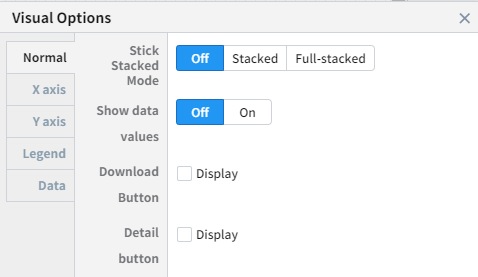 Visual Options
Normal
X axis
Y axis
Legend
Data
Stick
Stacked
Mode
Off Stacked Full-stacked
Show data
values
Off On
Download
Button
Display
Detail
button
Display